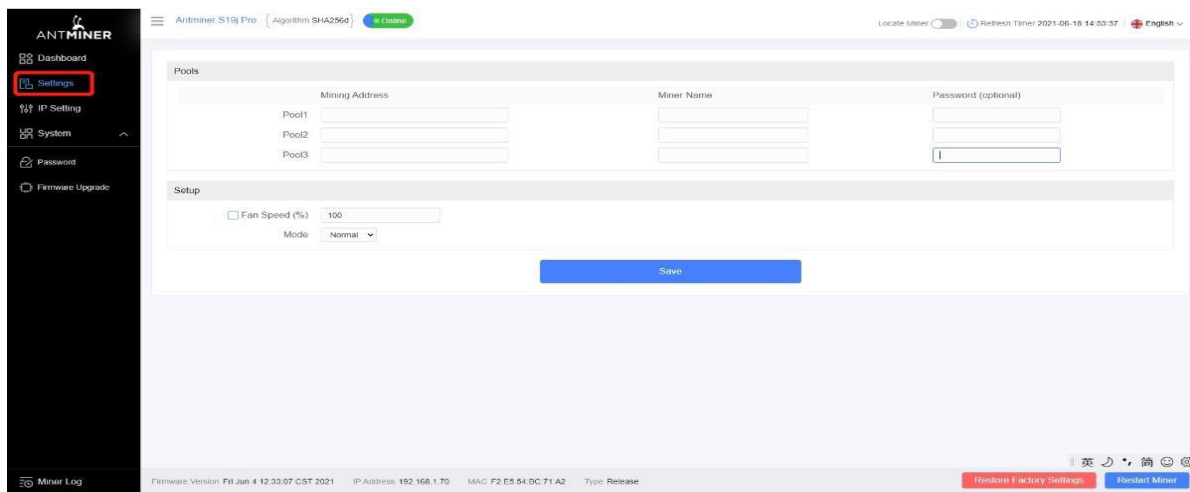 ANTMINER
Dashboard
Settings
IP Setting
System
Password
Firmware Upgrade
Miner Log
Antminer S19j Pro { Algorithm SHA256d } Online
Locate Miner Refresh Timer 2021-06-18 14:53:37 English
Pools
Mining Address Miner Name Password (optional)
Pool1
Pool2
Pool3
Setup
Fan Speed (%) 100
Mode Normal
Save
英 简
Firmware Version Fri Jun 4 12:33:07 CST 2021 IP Address 192.168.1.70 MAC F2:E5:54:BC:71:A2 Type Release
Restore Factory Settings Restart Miner